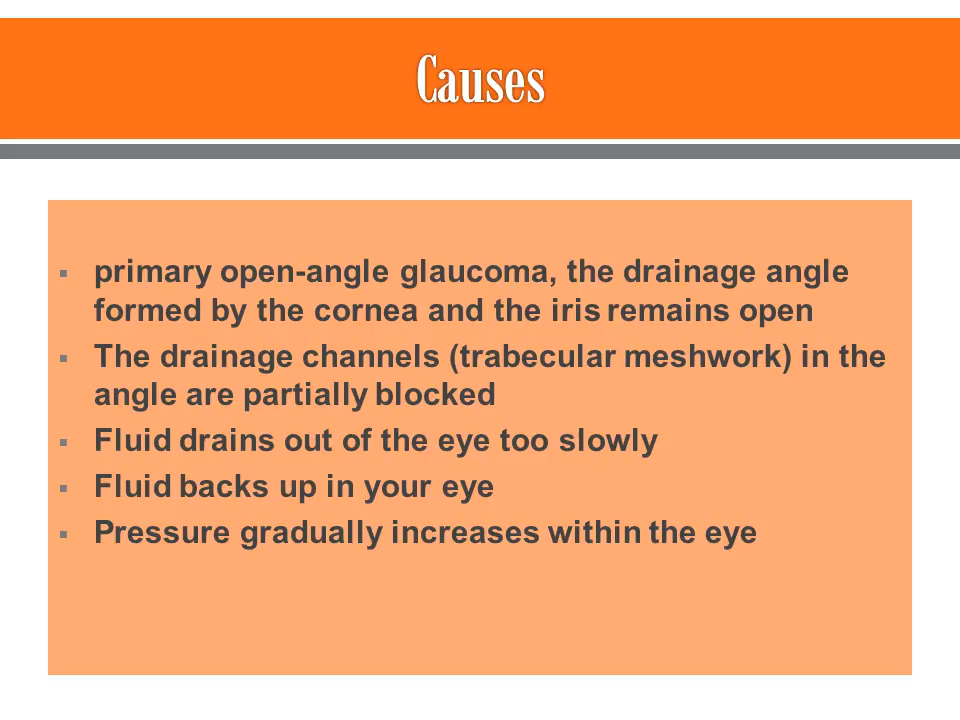 Causes
▪ primary open-angle glaucoma, the drainage angle
formed by the cornea and the iris remains open
▪ The drainage channels (trabecular meshwork) in the
angle are partially blocked
▪ Fluid drains out of the eye too slowly
▪ Fluid backs up in your eye
▪ Pressure gradually increases within the eye